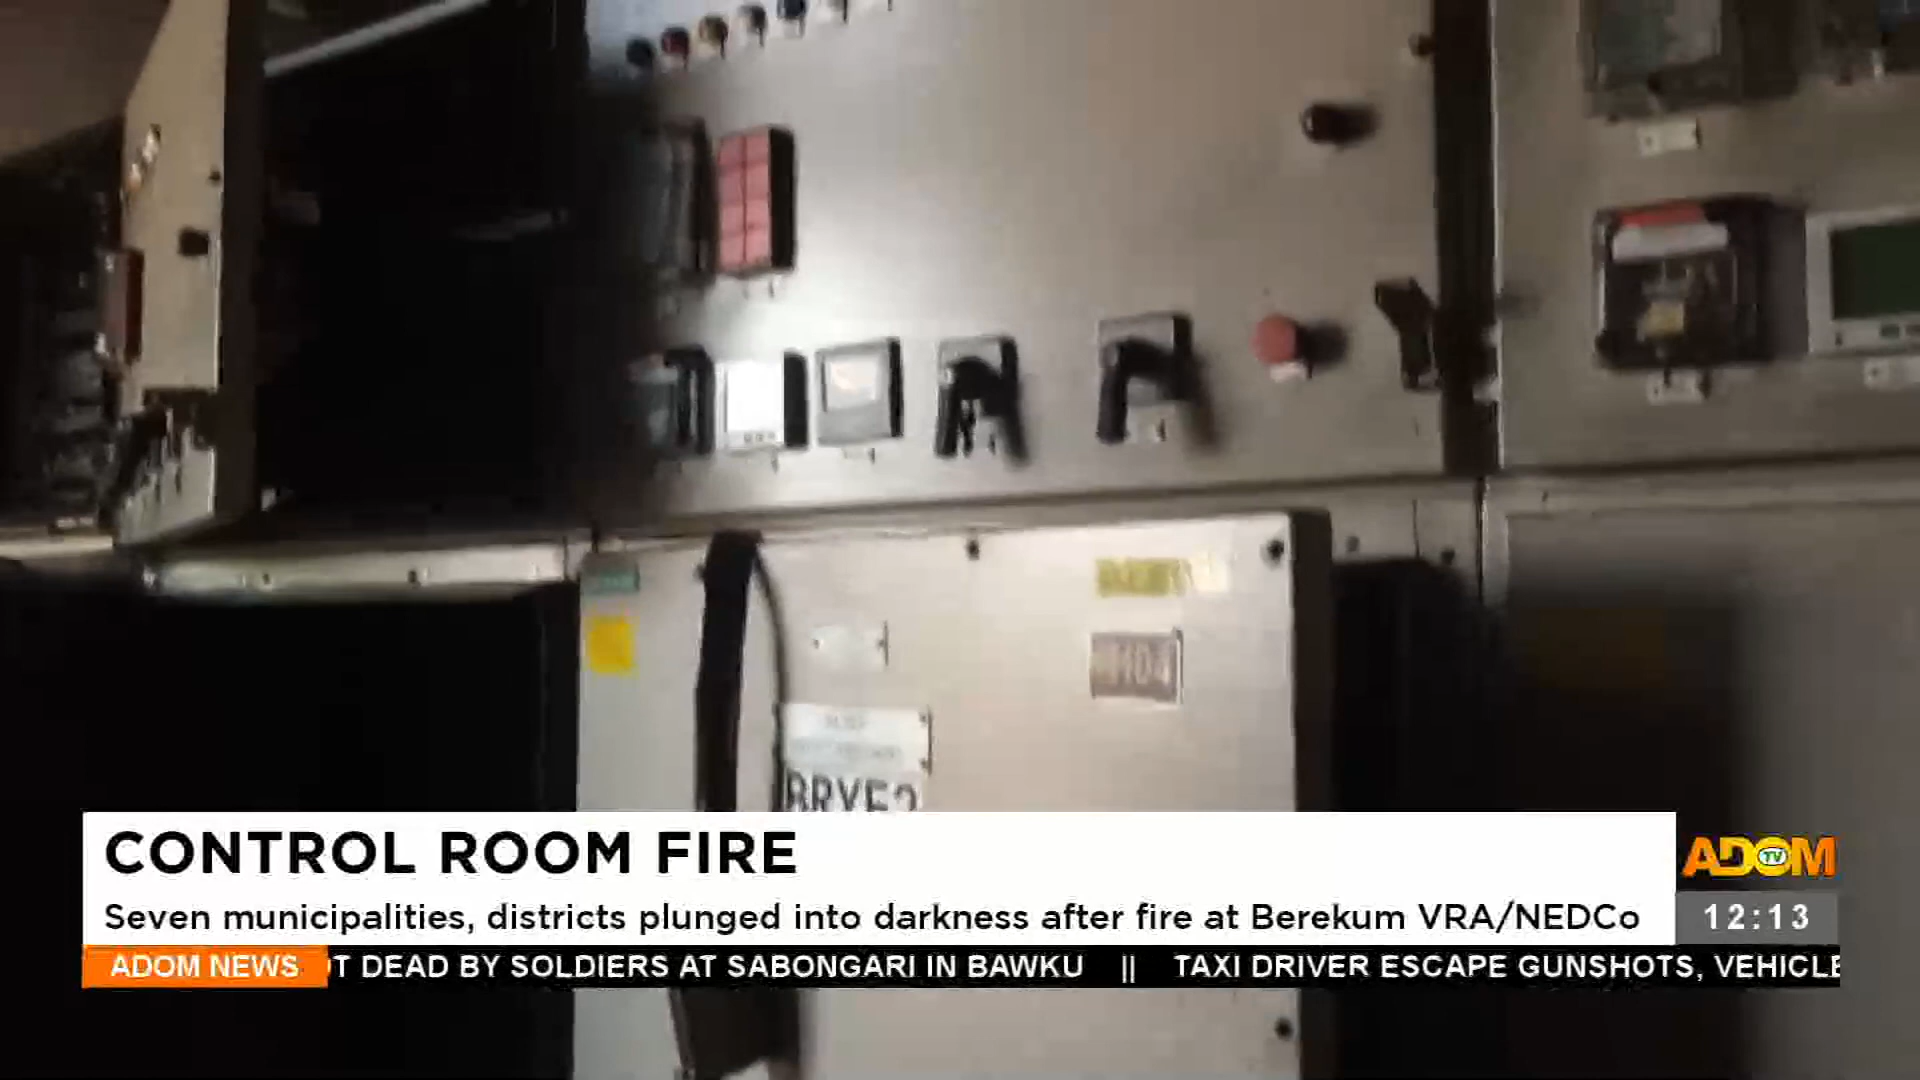 CONTROL ROOM FIRE
Seven municipalities, districts plunged into darkness after fire at Berekum VRA/NEDCo
ADOM TV
12:13
ADOM NEWS
DEAD BY SOLDIERS AT SABONGARI IN BAWKU || TAXI DRIVER ESCAPE GUNSHOTS, VEHICLE